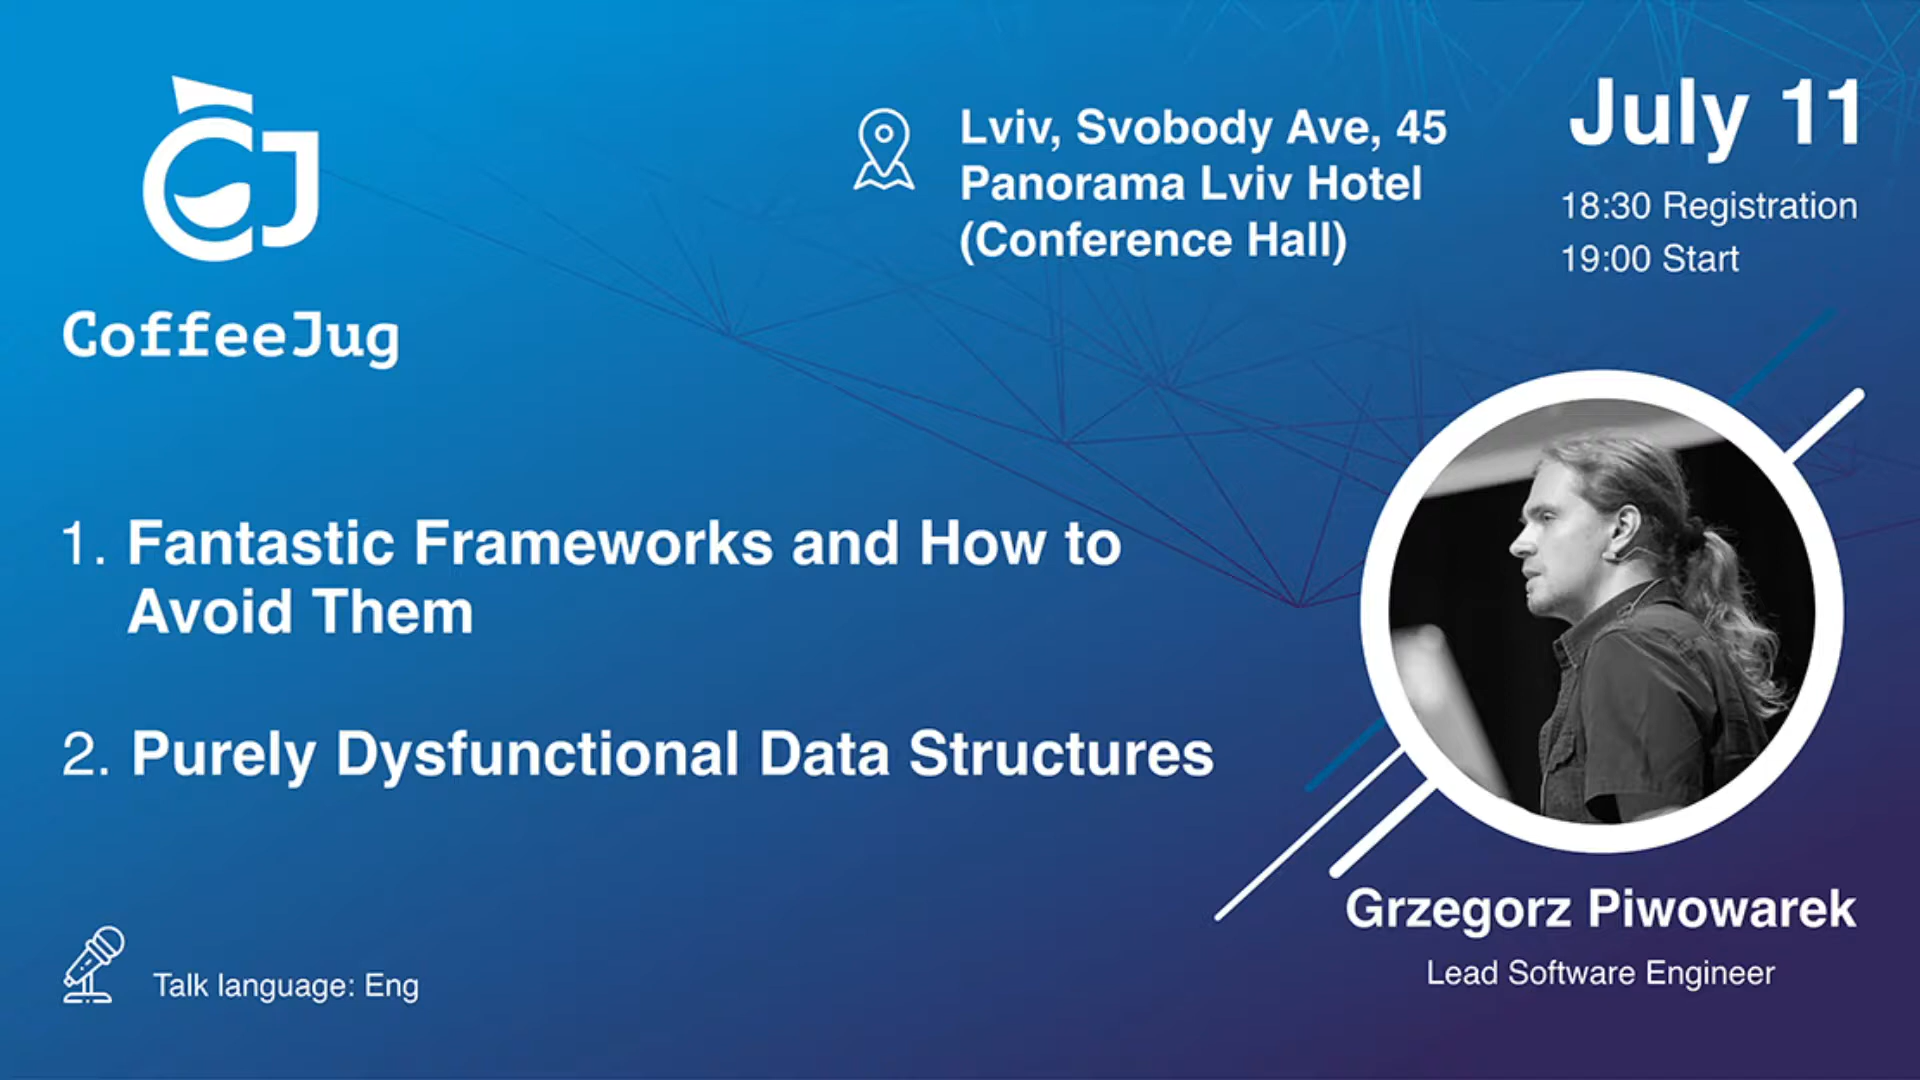 CJ
CoffeeJug
Lviv, Svobody Ave, 45
Panorama Lviv Hotel
(Conference Hall)
July 11
18:30 Registration
19:00 Start
1. Fantastic Frameworks and How to
Avoid Them
2. Purely Dysfunctional Data Structures
Grzegorz Piwowarek
Lead Software Engineer
Talk language: Eng